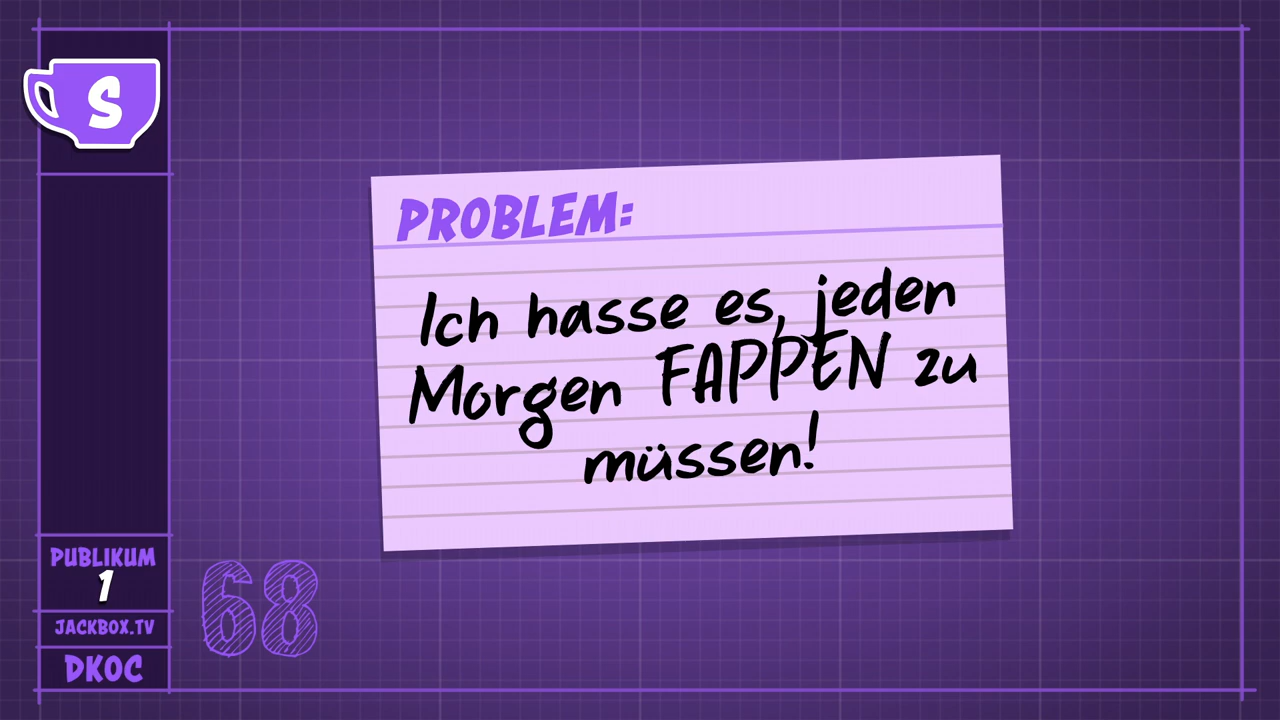 S
PROBLEM:
Ich hasse es, jeden
Morgen FAPPEN zu
müssen!
PUBLIKUM
1
JACKBOX.TV
DKOC
68